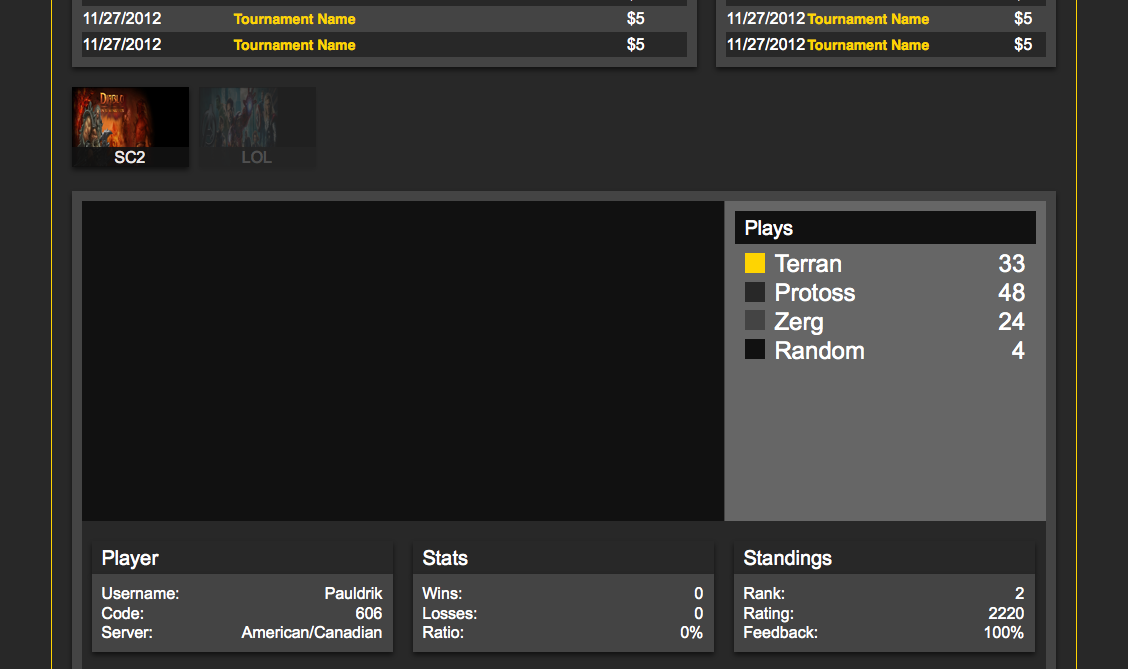 11/27/2012 Tournament Name $5
11/27/2012 Tournament Name $5
11/27/2012 Tournament Name $5
11/27/2012 Tournament Name $5
DIABLO
SC2
LOL
Plays
Terran 33
Protoss 48
Zerg 24
Random 4
Player
Username: Pauldrik
Code: 606
Server: American/Canadian
Stats
Wins: 0
Losses: 0
Ratio: 0%
Standings
Rank: 2
Rating: 2220
Feedback: 100%